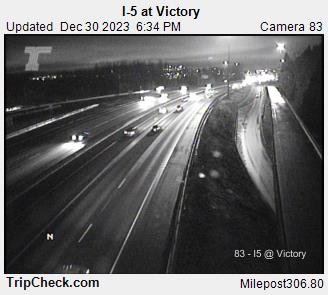 I-5 at Victory
Updated  Dec 30 2023  6:34 PM
Camera 83
T
N
83 - I5 @ Victory
TripCheck.com
Milepost306.80